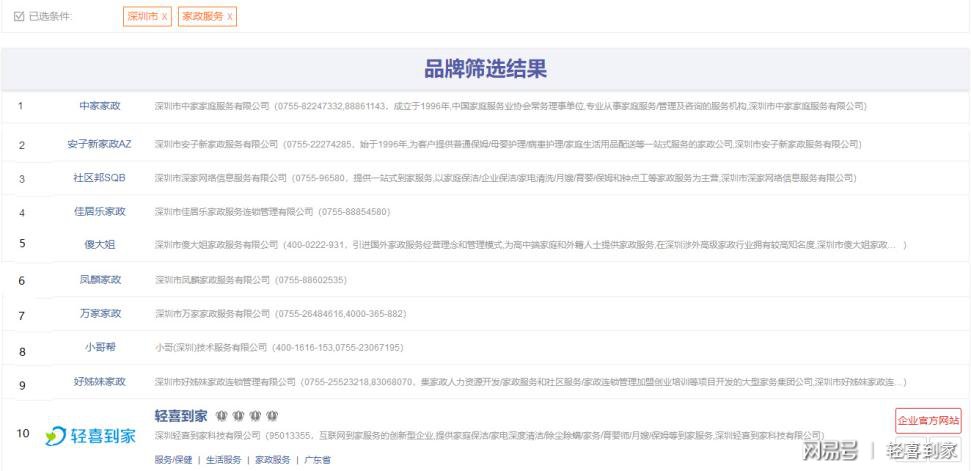 已选条件: 深圳市 x 家政服务 x
品牌筛选结果
1 中家家政 深圳市中家家庭服务有限公司（0755-82247332,88861143，成立于1996年,中国家庭服务业协会常务理事单位,专业从事家庭服务/管理及咨询的服务机构,深圳市中家家庭服务有限公司）
2 安子新家政AZ 深圳市安子新家政服务有限公司（0755-22274285，始于1996年,为客户提供普通保姆/母婴护理/病患护理/家庭生活用品配送等一站式服务的家政公司,深圳市安子新家政服务有限公司）
3 社区邦SQB 深圳市深家网络信息服务有限公司（0755-96580，提供一站式到家服务,以家庭保洁/企业保洁/家电清洗/月嫂/育婴/保姆和钟点工等家政服务为主营,深圳市深家网络信息服务有限公司）
4 佳居乐家政 深圳市佳居乐家政服务连锁管理有限公司（0755-88854580）
5 傻大姐 深圳市傻大姐家政服务有限公司（400-0222-931，引进国外家政服务经营理念和管理模式,为高中端家庭和外籍人士提供家政服务,在深圳涉外高级家政行业拥有较高知名度,深圳市傻大姐家政... ）
6 凤麟家政 深圳市凤麟家政服务有限公司（0755-88602535）
7 万家家政 深圳市万家家政服务有限公司（0755-26484616,4000-365-882）
8 小哥帮 小哥(深圳)技术服务有限公司（400-1616-153,0755-23067195）
9 好姊妹家政 深圳市好姊妹家政连锁管理有限公司（0755-25523218,83068070，集家政人力资源开发/家政服务和社区服务/家政连锁管理加盟创业培训等项目开发的大型家务集团公司,深圳市好姊妹家政连...）
轻喜到家
企业官方网站
10 轻喜到家 深圳轻喜到家科技有限公司（95013355，互联网到家服务的创新型企业,提供家庭保洁/家电深度清洁/除尘除螨/家务/育婴师/月嫂/保姆等到家服务,深圳轻喜到家科技有限公司）
服务/保健 | 生活服务 | 家政服务 | 广东省
网易号 | 轻喜到家